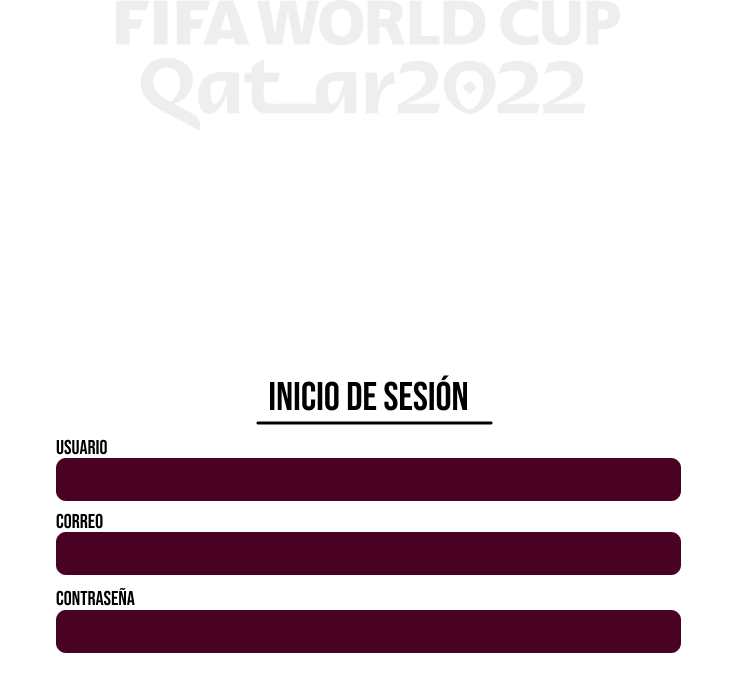 FIFA WORLD CUP
Qatar2022
INICIO DE SESIÓN
USUARIO
CORREO
CONTRASEÑA